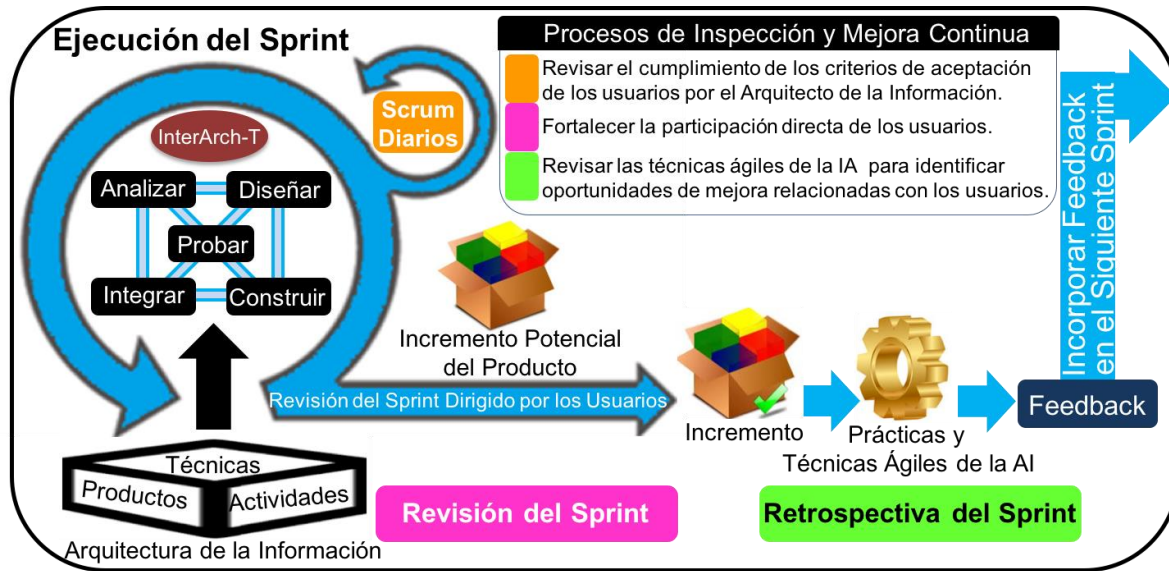 Ejecución del Sprint
InterArch-T
Analizar
Diseñar
Probar
Integrar
Construir
Scrum
Diarios
Procesos de Inspección y Mejora Continua
Revisar el cumplimiento de los criterios de aceptación
de los usuarios por el Arquitecto de la Información.
Fortalecer la participación directa de los usuarios.
Revisar las técnicas ágiles de la IA para identificar
oportunidades de mejora relacionadas con los usuarios.
Incremento Potencial
del Producto
Revisión del Sprint Dirigido por los Usuarios
Incremento
Prácticas y
Técnicas Ágiles de la AI
Feedback
Incorporar Feedback
en el Siquiente Sprint
Técnicas
Productos
Actividades
Arquitectura de la Información
Revisión del Sprint
Retrospectiva del Sprint